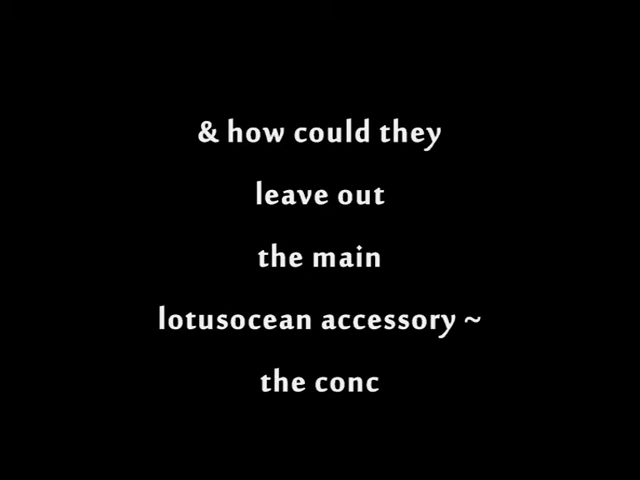 & how could they
leave out
the main
lotusocean accessory ~
the conc